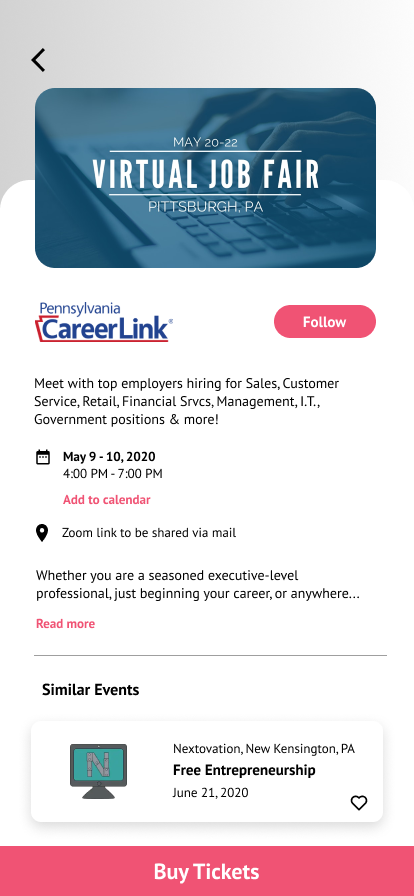 MAY 20-22
VIRTUAL JOB FAIR
PITTSBURGH, PA
Pennsylvania
CareerLink®
Follow
Meet with top employers hiring for Sales, Customer
Service, Retail, Financial Srvcs, Management, I.T.,
Government positions & more!
May 9 - 10, 2020
4:00 PM - 7:00 PM
Add to calendar
Zoom link to be shared via mail
Whether you are a seasoned executive-level
professional, just beginning your career, or anywhere...
Read more
Similar Events
N
Nextovation, New Kensington, PA
Free Entrepreneurship
June 21, 2020
Buy Tickets